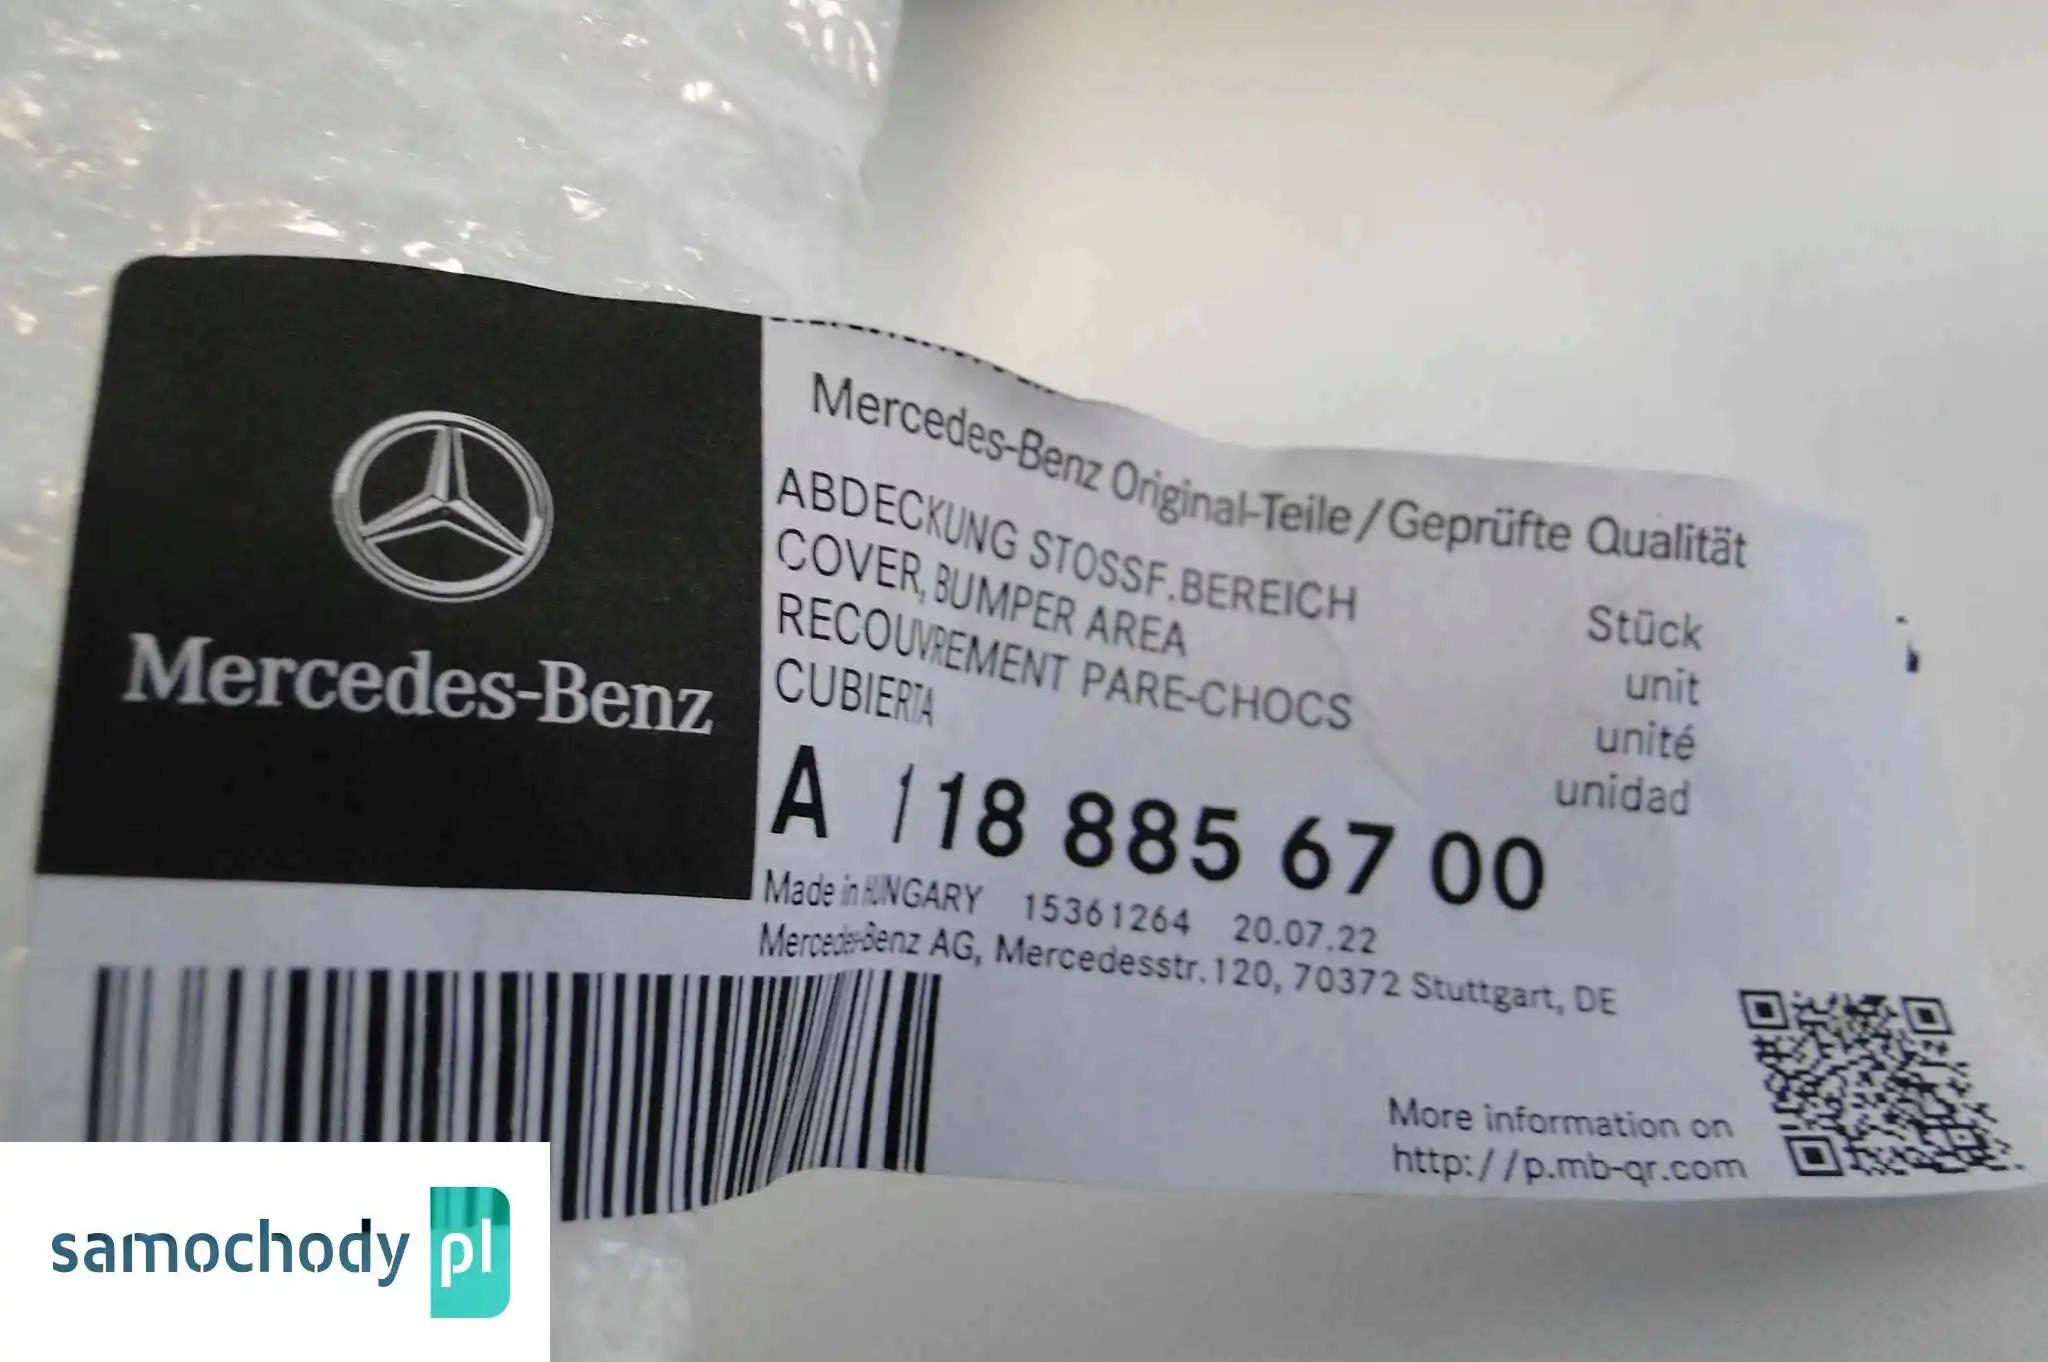 Mercedes-Benz
Mercedes-Benz Original-Teile/Geprüfte Qualität
ABDECKUNG STOSSF.BEREICH
COVER, BUMPER AREA
RECOUVREMENT PARE-CHOCS
CUBIERTA
Stück
unit
unité
unidad
A 118 885 67 00
Made in HUNGARY 15361264 20.07.22
Mercedes-Benz AG, Mercedesstr.120, 70372 Stuttgart, DE
More information on
http://p.mb-qr.com
samochody pl